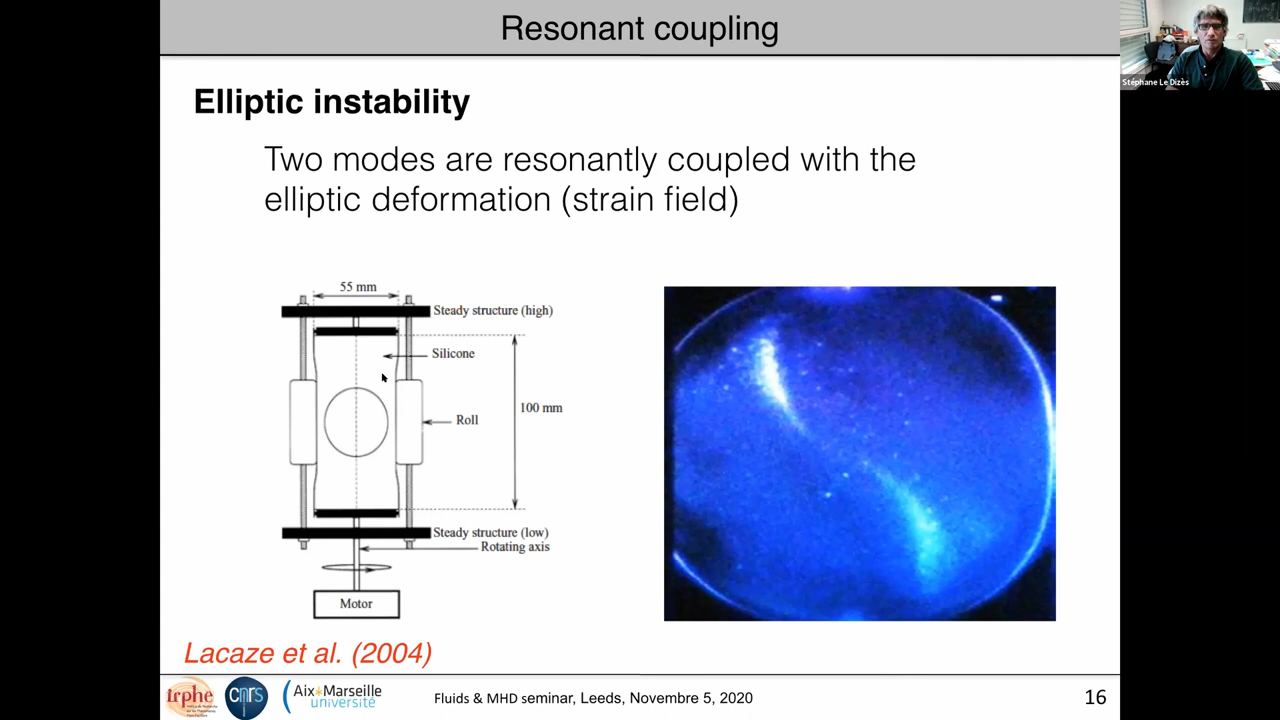 Resonant coupling
Stéphane Le Dizès
Elliptic instability
Two modes are resonantly coupled with the
elliptic deformation (strain field)
55 mm
Steady structure (high)
Silicone
100 mm
Roll
Steady structure (low)
Rotating axis
Motor
Lacaze et al. (2004)
irphe
cnrs
Aix*Marseille
université
Fluids & MHD seminar, Leeds, Novembre 5, 2020
16